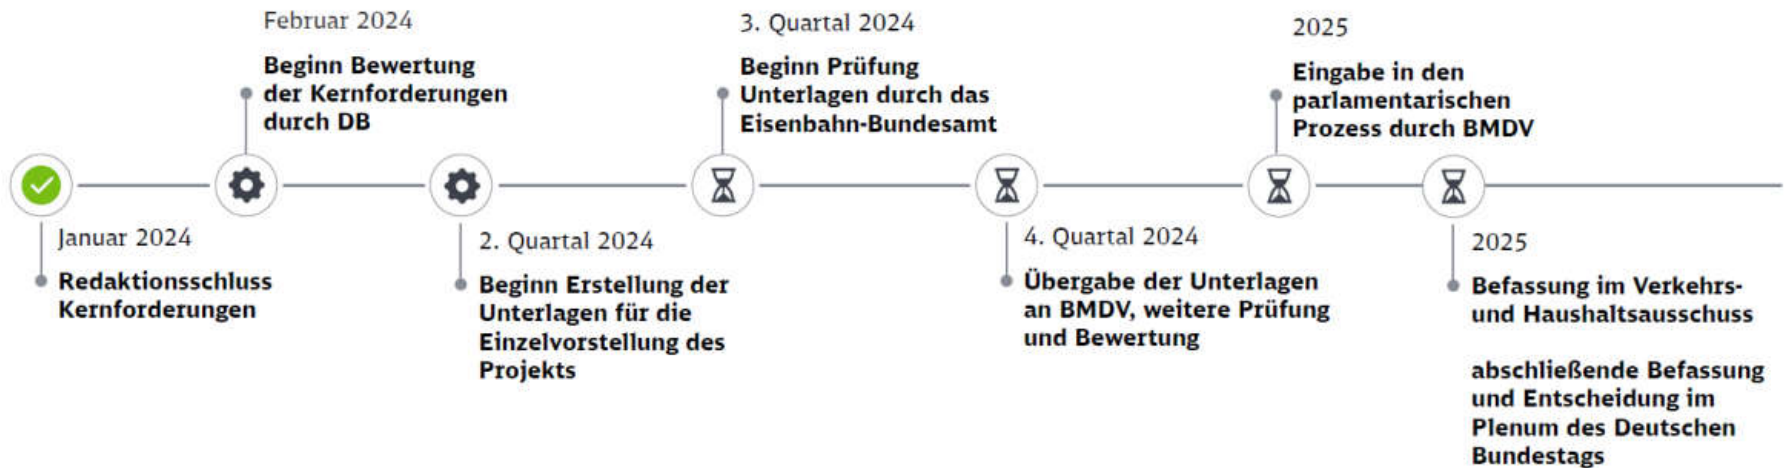 Januar 2024
Redaktionsschluss
Kernforderungen
Februar 2024
Beginn Bewertung
der Kernforderungen
durch DB
2. Quartal 2024
Beginn Erstellung der
Unterlagen für die
Einzelvorstellung des
Projekts
3. Quartal 2024
Beginn Prüfung
Unterlagen durch das
Eisenbahn-Bundesamt
4. Quartal 2024
Übergabe der Unterlagen
an BMDV, weitere Prüfung
und Bewertung
2025
Eingabe in den
parlamentarischen
Prozess durch BMDV
2025
Befassung im Verkehrs-
und Haushaltsausschuss
abschließende Befassung
und Entscheidung im
Plenum des Deutschen
Bundestags